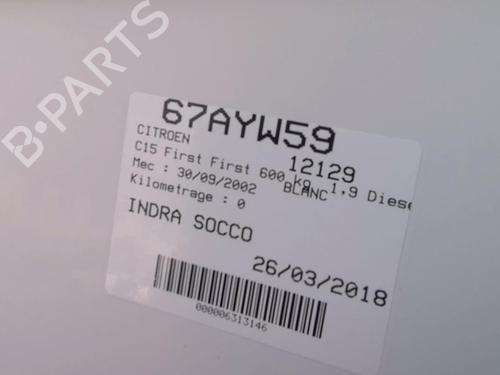 67AYW59
CITROEN 12129
C15 First First 600 kg 1,9 Diese
Mec : 30/09/2002 BLANC
Kilometrage : 0
INDRA SOCCO
26/03/2018
000006313146
B-PARTS